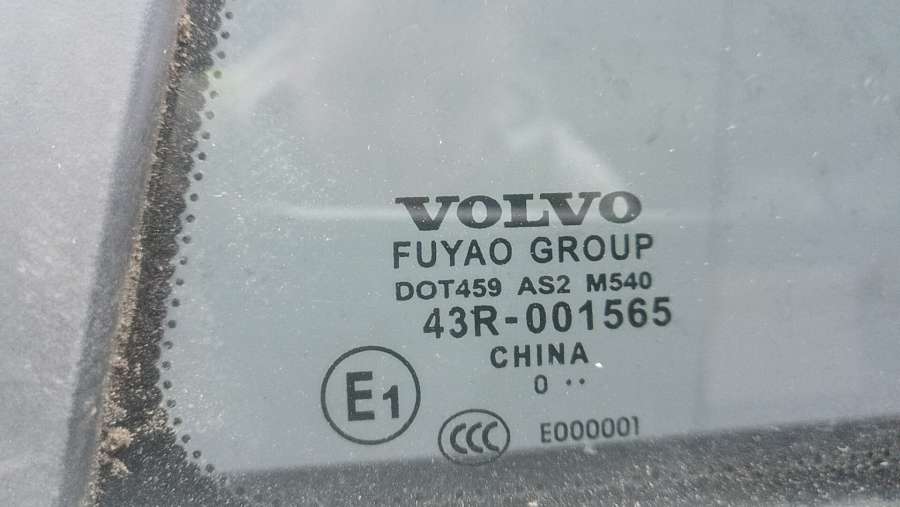 VOLVO
FUYAO GROUP
DOT459 AS2 M540
43R-001565
CHINA
0 ··
E1
CCC E000001